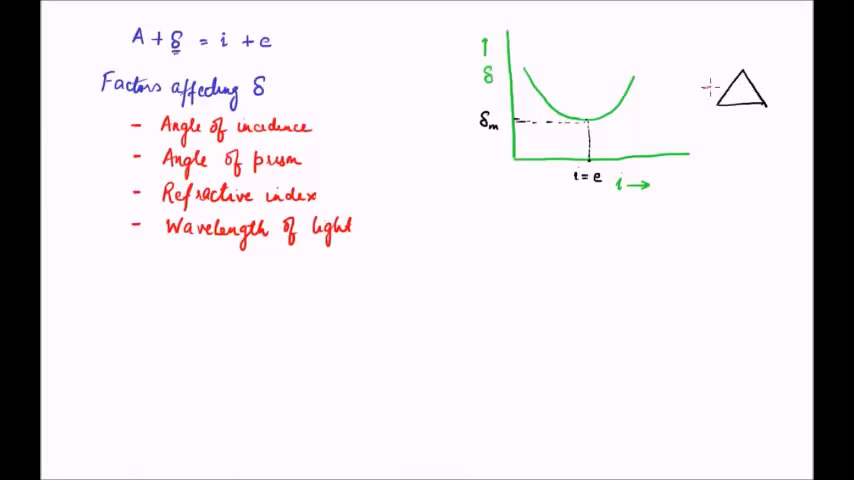 A + δ = i + e
Factors affecting δ
- Angle of incidence
- Angle of prism
- Refractive index
- Wavelength of light
↑
δ
δm
i = e
i →